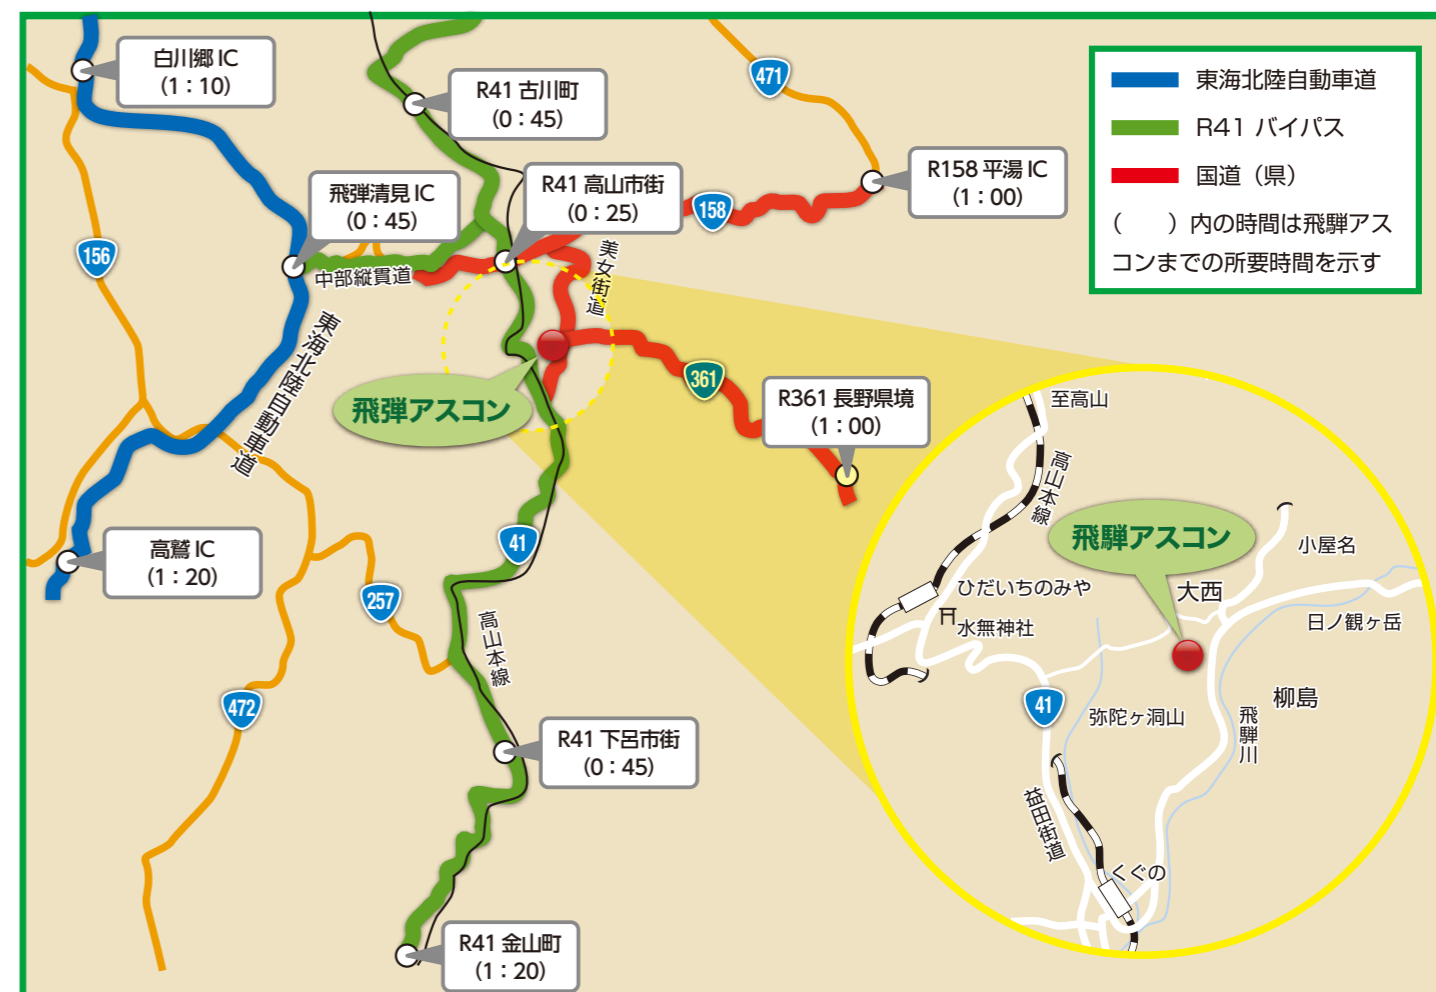 白川郷 IC
(1：10)
R41 古川町
(0：45)
飛弾清見 IC
(0：45)
R41 高山市街
(0：25)
R158 平湯 IC
(1：00)
471
158
156
東海北陸自動車道
R41 バイパス
国道（県）
（　　）内の時間は飛騨アス
コンまでの所要時間を示す
中部縦貫道
美女街道
東海北陸自動車道
飛弾アスコン
361
R361 長野県境
(1：00)
高鷲 IC
(1：20)
41
257
472
高山本線
R41 下呂市街
(0：45)
R41 金山町
(1：20)
至高山
高山本線
飛騨アスコン
小屋名
大西
ひだいちのみや
水無神社
日ノ観ヶ岳
41
弥陀ヶ洞山
柳島
飛騨川
益田街道
くぐの